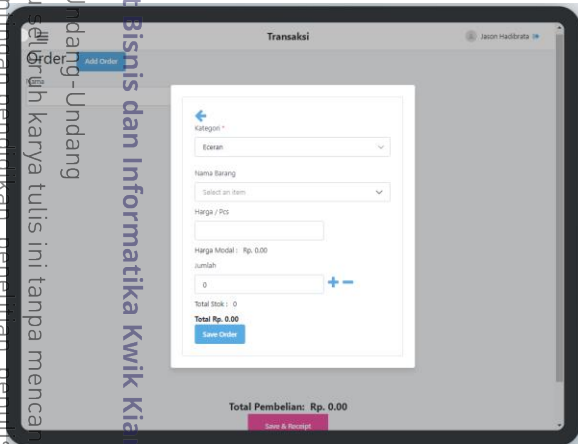 Transaksi
Jason Hadibrata
Order
Add Order
Nama
Kategori *
Eceran
Nama Barang
Select an item
Harga / Pcs
Harga Modal : Rp. 0.00
Jumlah
0
Total Stok : 0
Total Rp. 0.00
Save Order
Total Pembelian: Rp. 0.00
Save & Receipt
t Bisnis dan Informatika Kwik Kia
Undang-Undang
seluruh karya tulis ini tanpa mencan